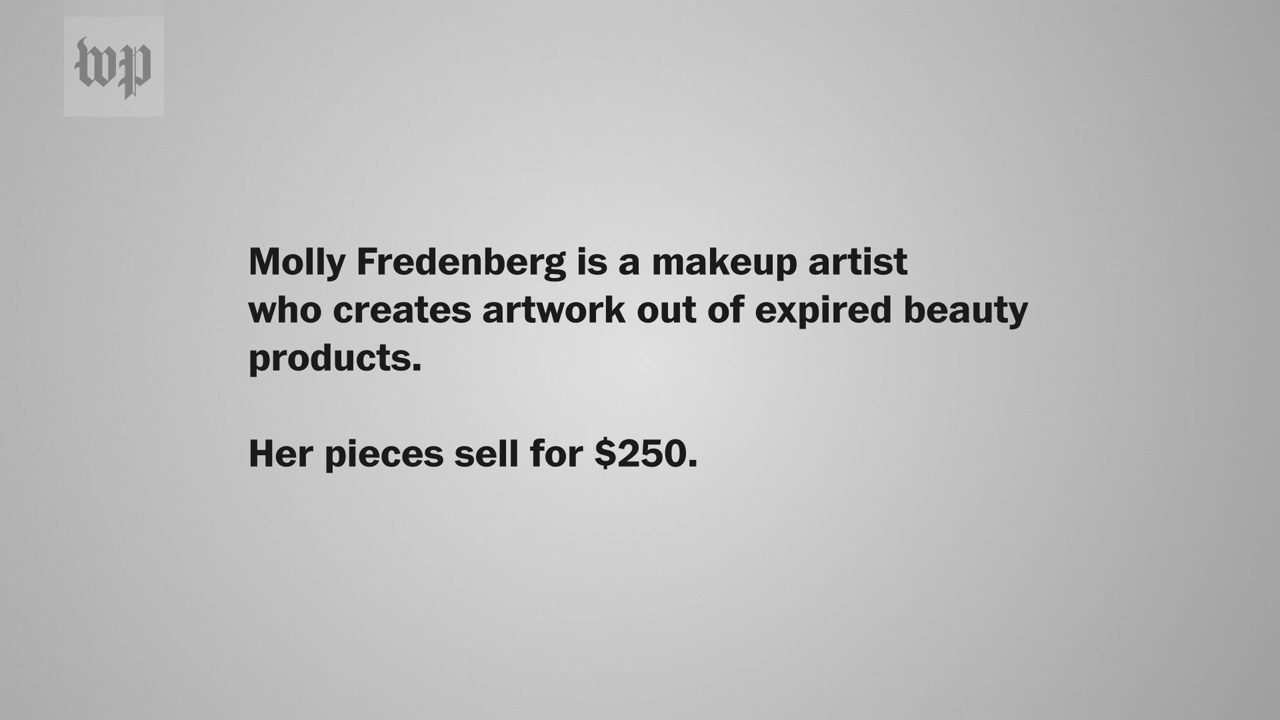 wp
Molly Fredenberg is a makeup artist
who creates artwork out of expired beauty
products.
Her pieces sell for $250.